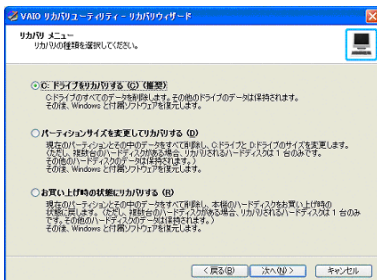 VAIO リカバリユーティリティ - リカバリウィザード
リカバリ メニュー
リカバリの種類を選択してください。
C: ドライブをリカバリする (C) (推奨)
C:ドライブのすべてのデータを削除します。その他のドライブのデータは保持されます。
その後、Windows と付属ソフトウェアを復元します。
パーティションサイズを変更してリカバリする (D)
現在のパーティションとその中のデータをすべて削除し、C:ドライブと D:ドライブのサイズを変更します。
(ただし、複数台のハードディスクがある場合、リカバリされるハードディスクは 1 台のみです。
その他のハードディスクのデータは保持されます。)
その後、Windows と付属ソフトウェアを復元します。
お買い上げ時の状態にリカバリする (R)
現在のパーティションとその中のデータをすべて削除し、本機のハードディスクをお買い上げ時の
状態に戻します。(ただし、複数台のハードディスクがある場合、リカバリされるハードディスクは 1 台のみ
です。その他のハードディスクのデータは保持されます。)
その後、Windows と付属ソフトウェアを復元します。
< 戻る(B) 次へ(N) > キャンセル